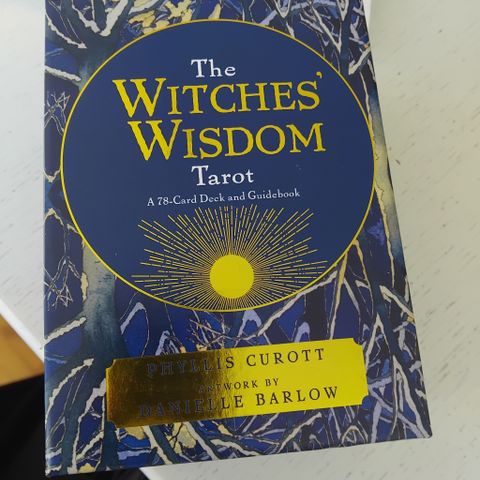 The
WITCHES'
WISDOM
Tarot
A 78-Card Deck and Guidebook
PHYLLIS CUROTT
ARTWORK BY
DANIELLE BARLOW